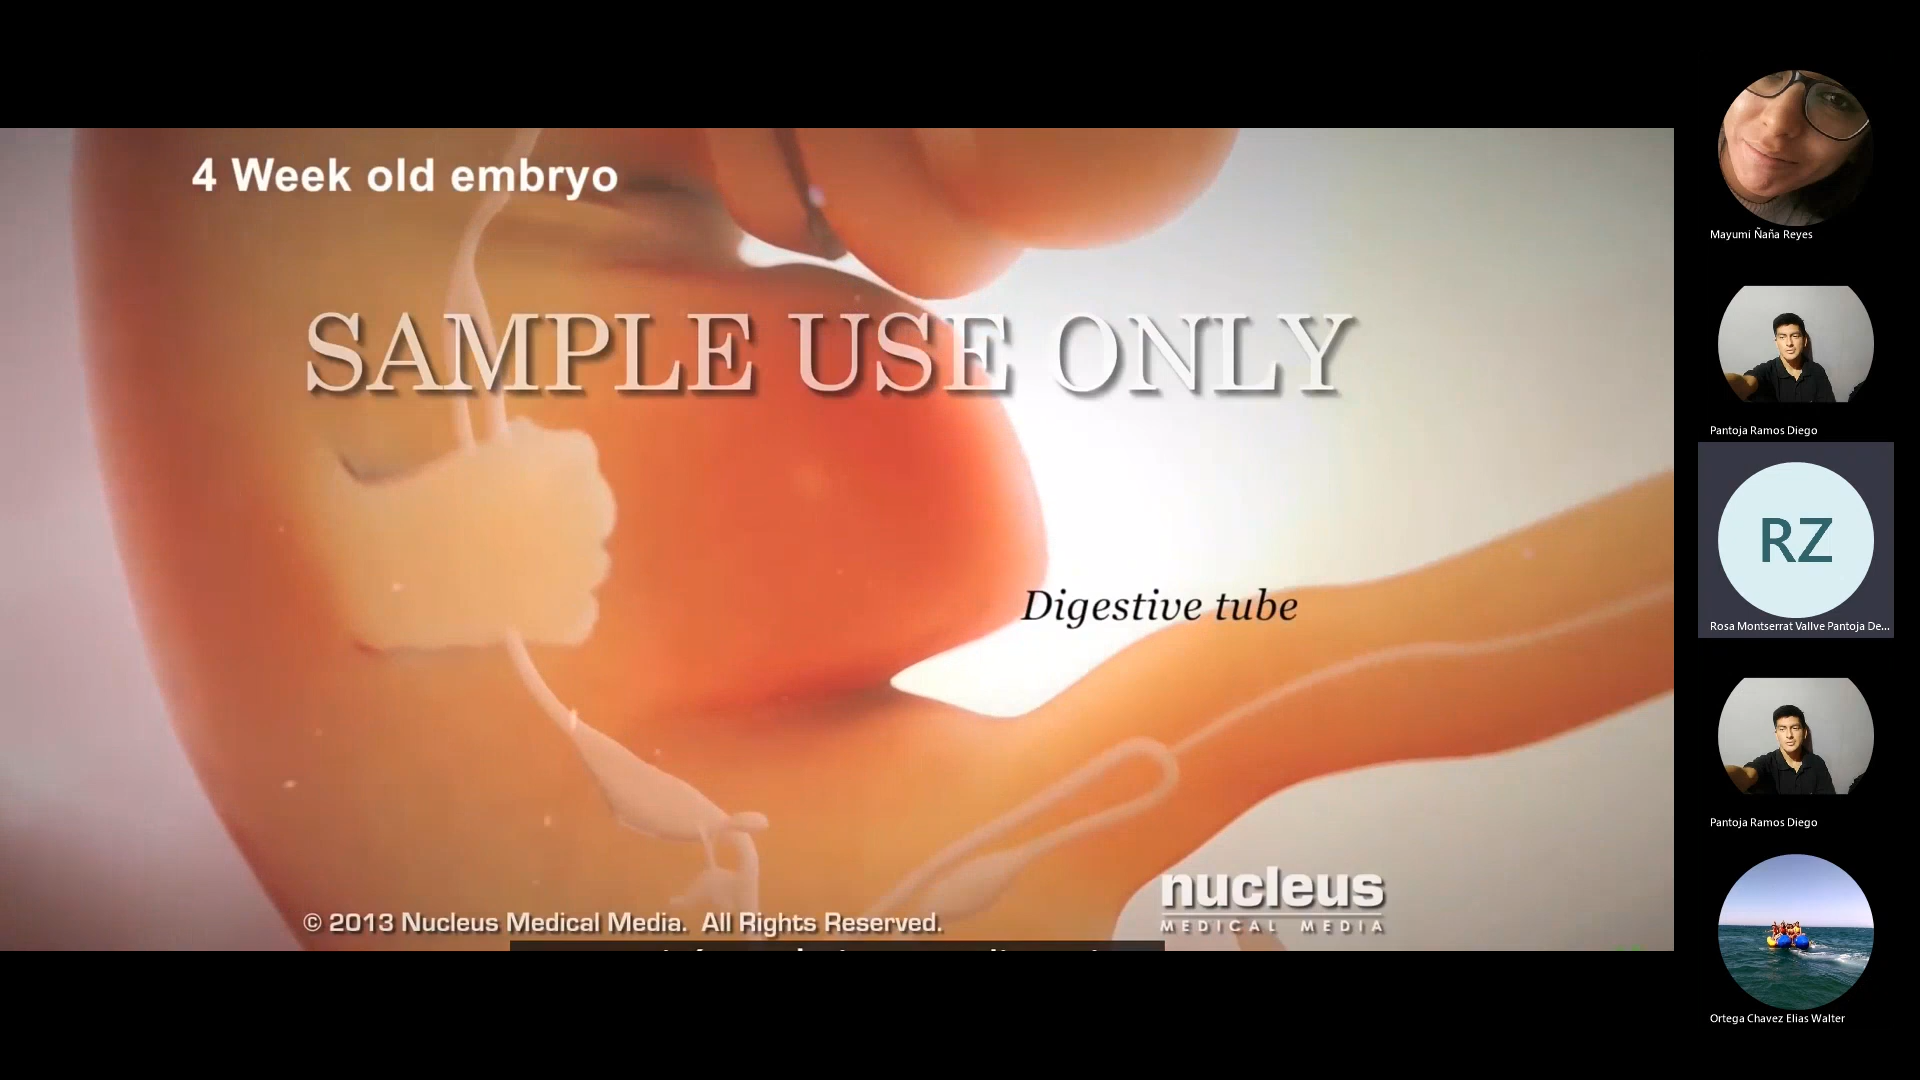 4 Week old embryo
SAMPLE USE ONLY
Digestive tube
nucleus
MEDICAL MEDIA
© 2013 Nucleus Medical Media. All Rights Reserved.
Mayumi Ñaña Reyes
Pantoja Ramos Diego
RZ
Rosa Montserrat Vallve Pantoja De...
Pantoja Ramos Diego
Ortega Chavez Elias Walter